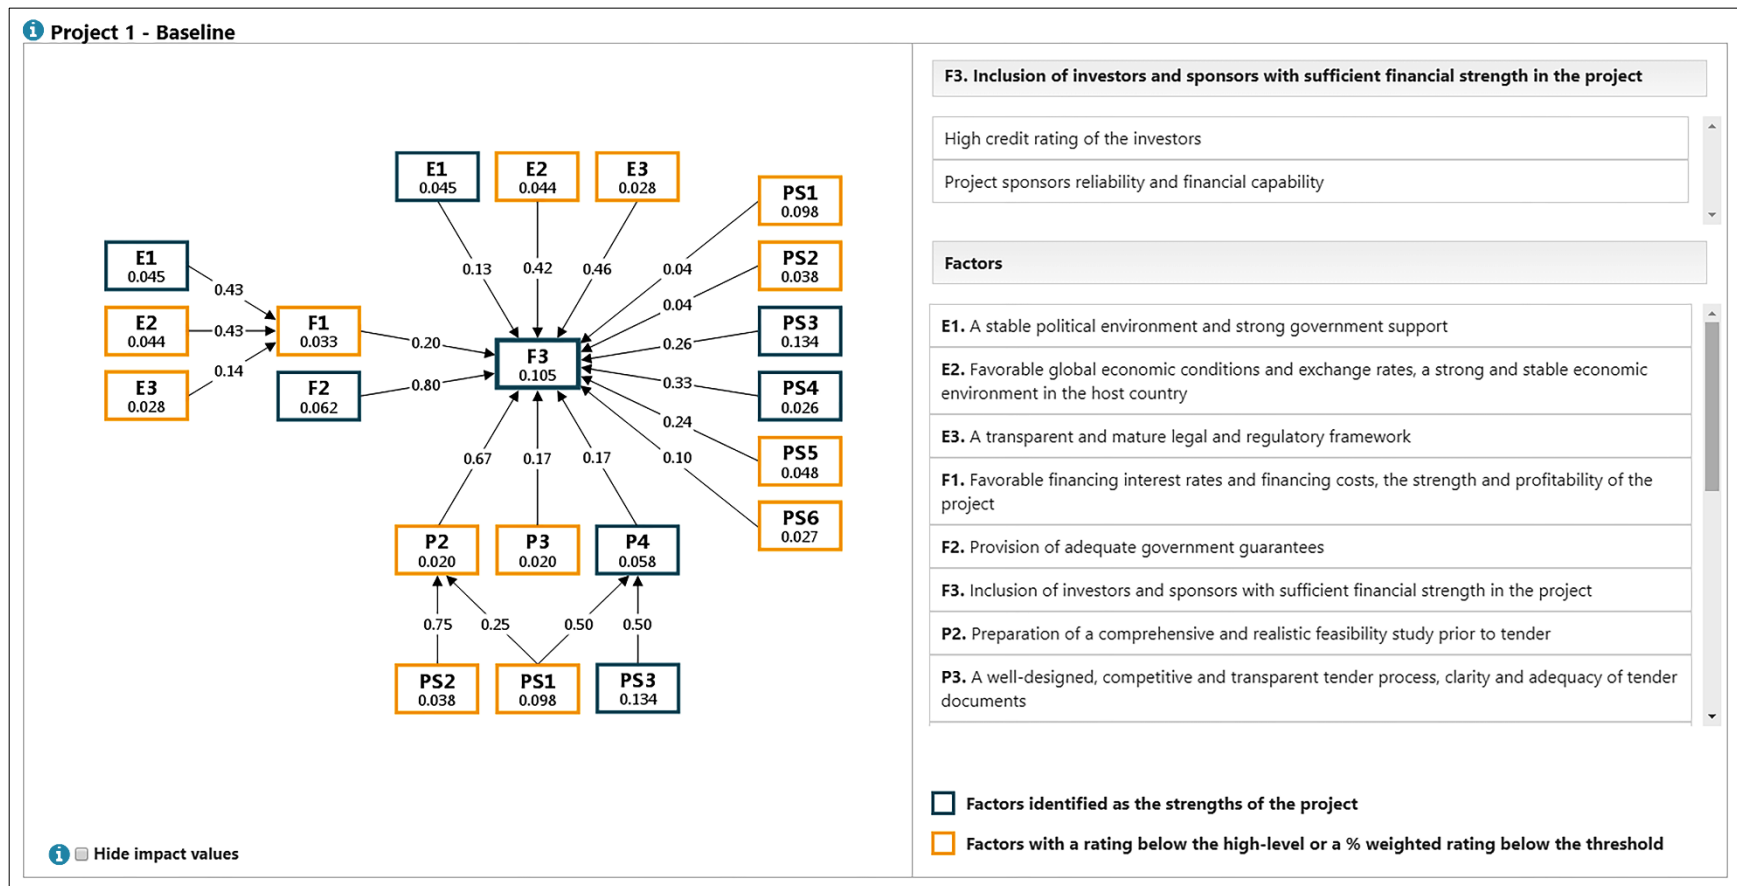 Project 1 - Baseline
E1
0.045
E2
0.044
E3
0.028
PS1
0.098
PS2
0.038
PS3
0.134
PS4
0.026
PS5
0.048
PS6
0.027
E1
0.045
E2
0.044
E3
0.028
F1
0.033
F2
0.062
F3
0.105
0.43
0.43
0.14
0.20
0.80
0.13
0.42
0.46
0.04
0.04
0.26
0.33
0.24
0.10
0.67
0.17
0.17
P2
0.020
P3
0.020
P4
0.058
0.75
0.25
0.50
0.50
PS2
0.038
PS1
0.098
PS3
0.134
Hide impact values
F3. Inclusion of investors and sponsors with sufficient financial strength in the project
High credit rating of the investors
Project sponsors reliability and financial capability
Factors
E1. A stable political environment and strong government support
E2. Favorable global economic conditions and exchange rates, a strong and stable economic
environment in the host country
E3. A transparent and mature legal and regulatory framework
F1. Favorable financing interest rates and financing costs, the strength and profitability of the
project
F2. Provision of adequate government guarantees
F3. Inclusion of investors and sponsors with sufficient financial strength in the project
P2. Preparation of a comprehensive and realistic feasibility study prior to tender
P3. A well-designed, competitive and transparent tender process, clarity and adequacy of tender
documents
Factors identified as the strengths of the project
Factors with a rating below the high-level or a % weighted rating below the threshold